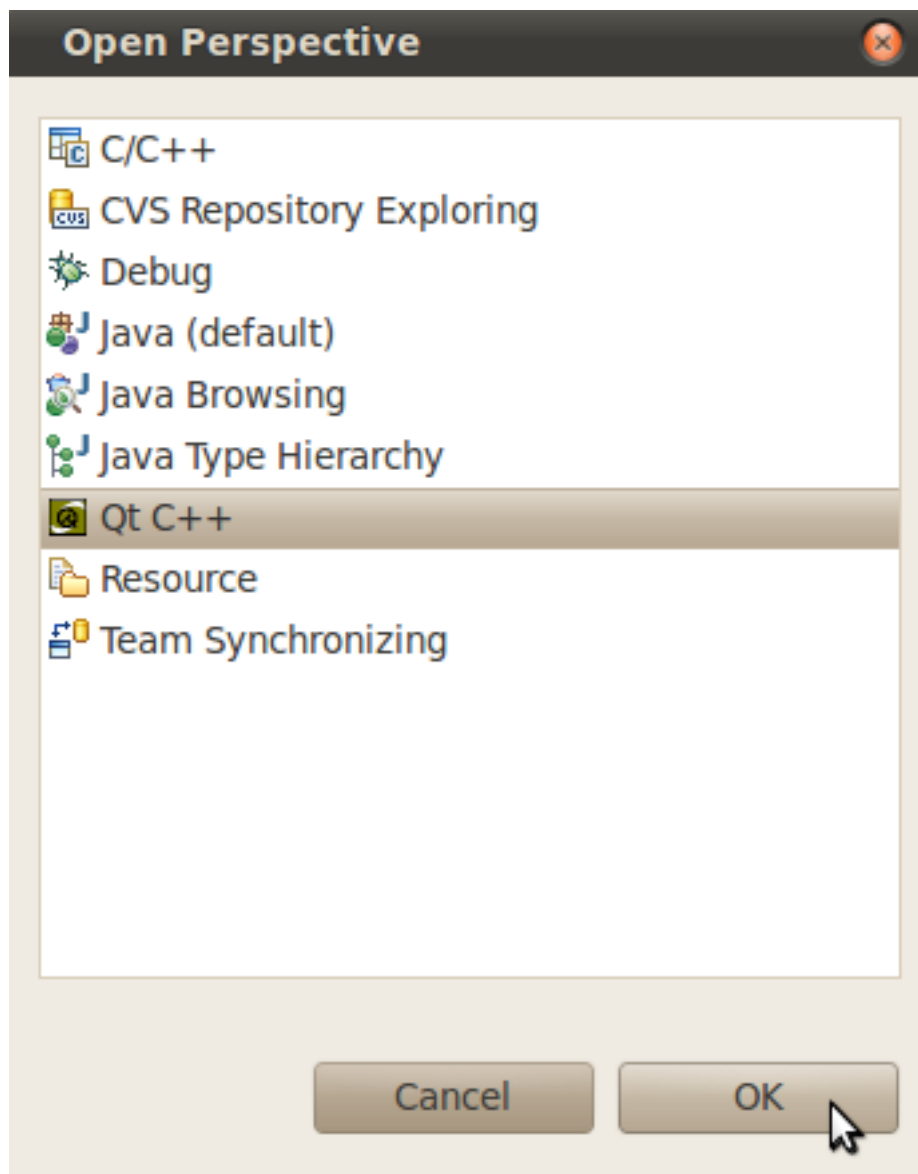 Open Perspective
C/C++
CVS Repository Exploring
Debug
Java (default)
Java Browsing
Java Type Hierarchy
Qt C++
Resource
Team Synchronizing
Cancel
OK